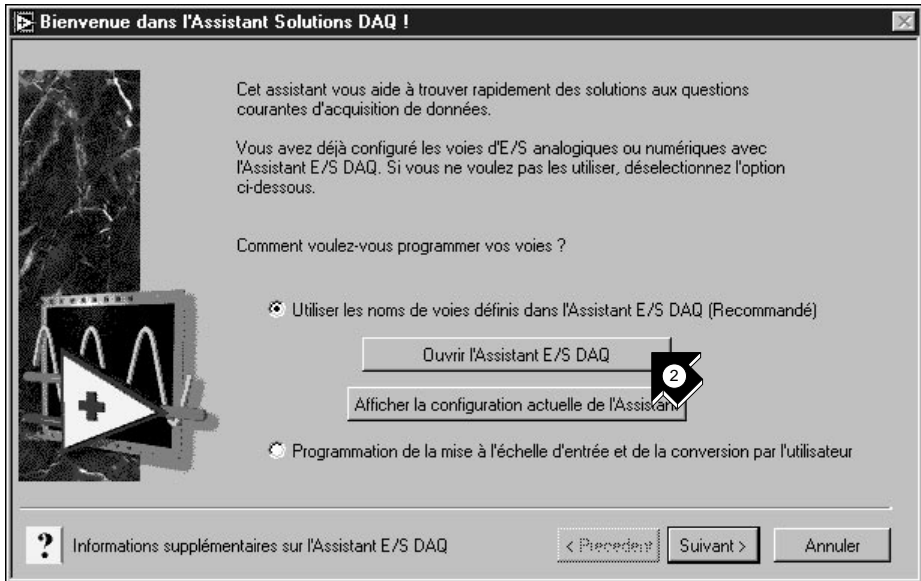 Bienvenue dans l'Assistant Solutions DAQ !
Cet assistant vous aide à trouver rapidement des solutions aux questions
courantes d'acquisition de données.
Vous avez déjà configuré les voies d'E/S analogiques ou numériques avec
l'Assistant E/S DAQ. Si vous ne voulez pas les utiliser, déselectionnez l'option
ci-dessous.
Comment voulez-vous programmer vos voies ?
Utiliser les noms de voies définis dans l'Assistant E/S DAQ (Recommandé)
Ouvrir l'Assistant E/S DAQ
2
Afficher la configuration actuelle de l'Assistant
Programmation de la mise à l'échelle d'entrée et de la conversion par l'utilisateur
? Informations supplémentaires sur l'Assistant E/S DAQ
< Precedent
Suivant >
Annuler